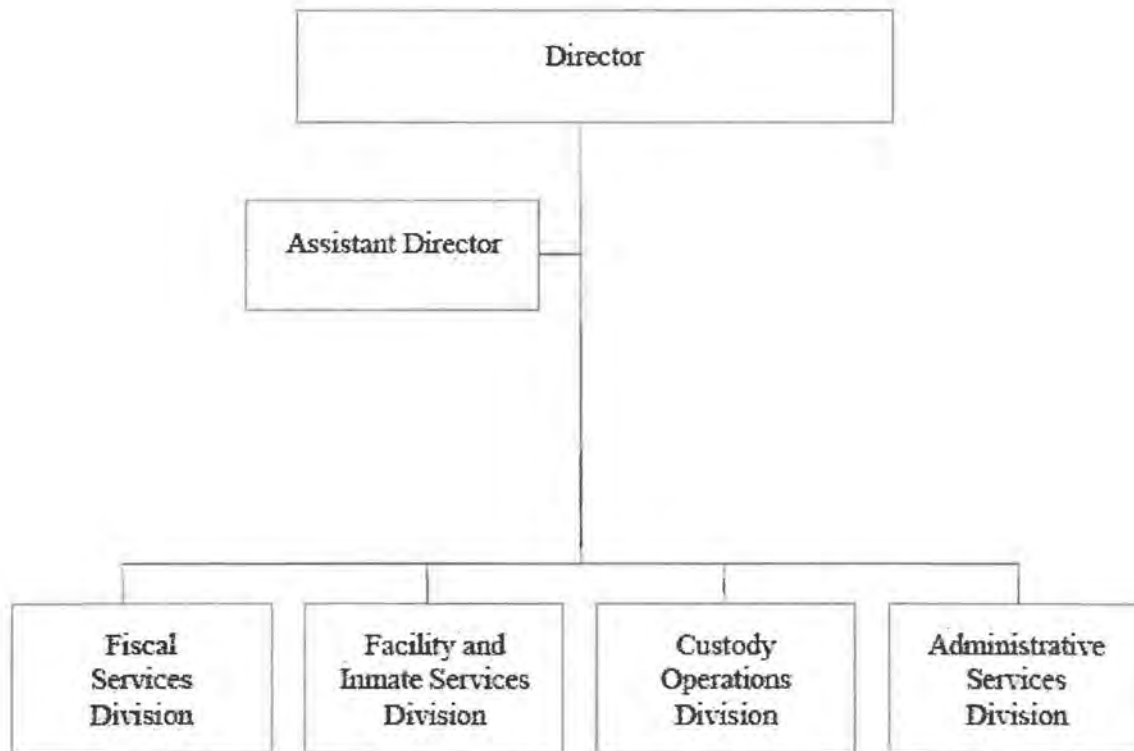 Director
Assistant Director
Fiscal
Services
Division
Facility and
Inmate Services
Division
Custody
Operations
Division
Administrative
Services
Division